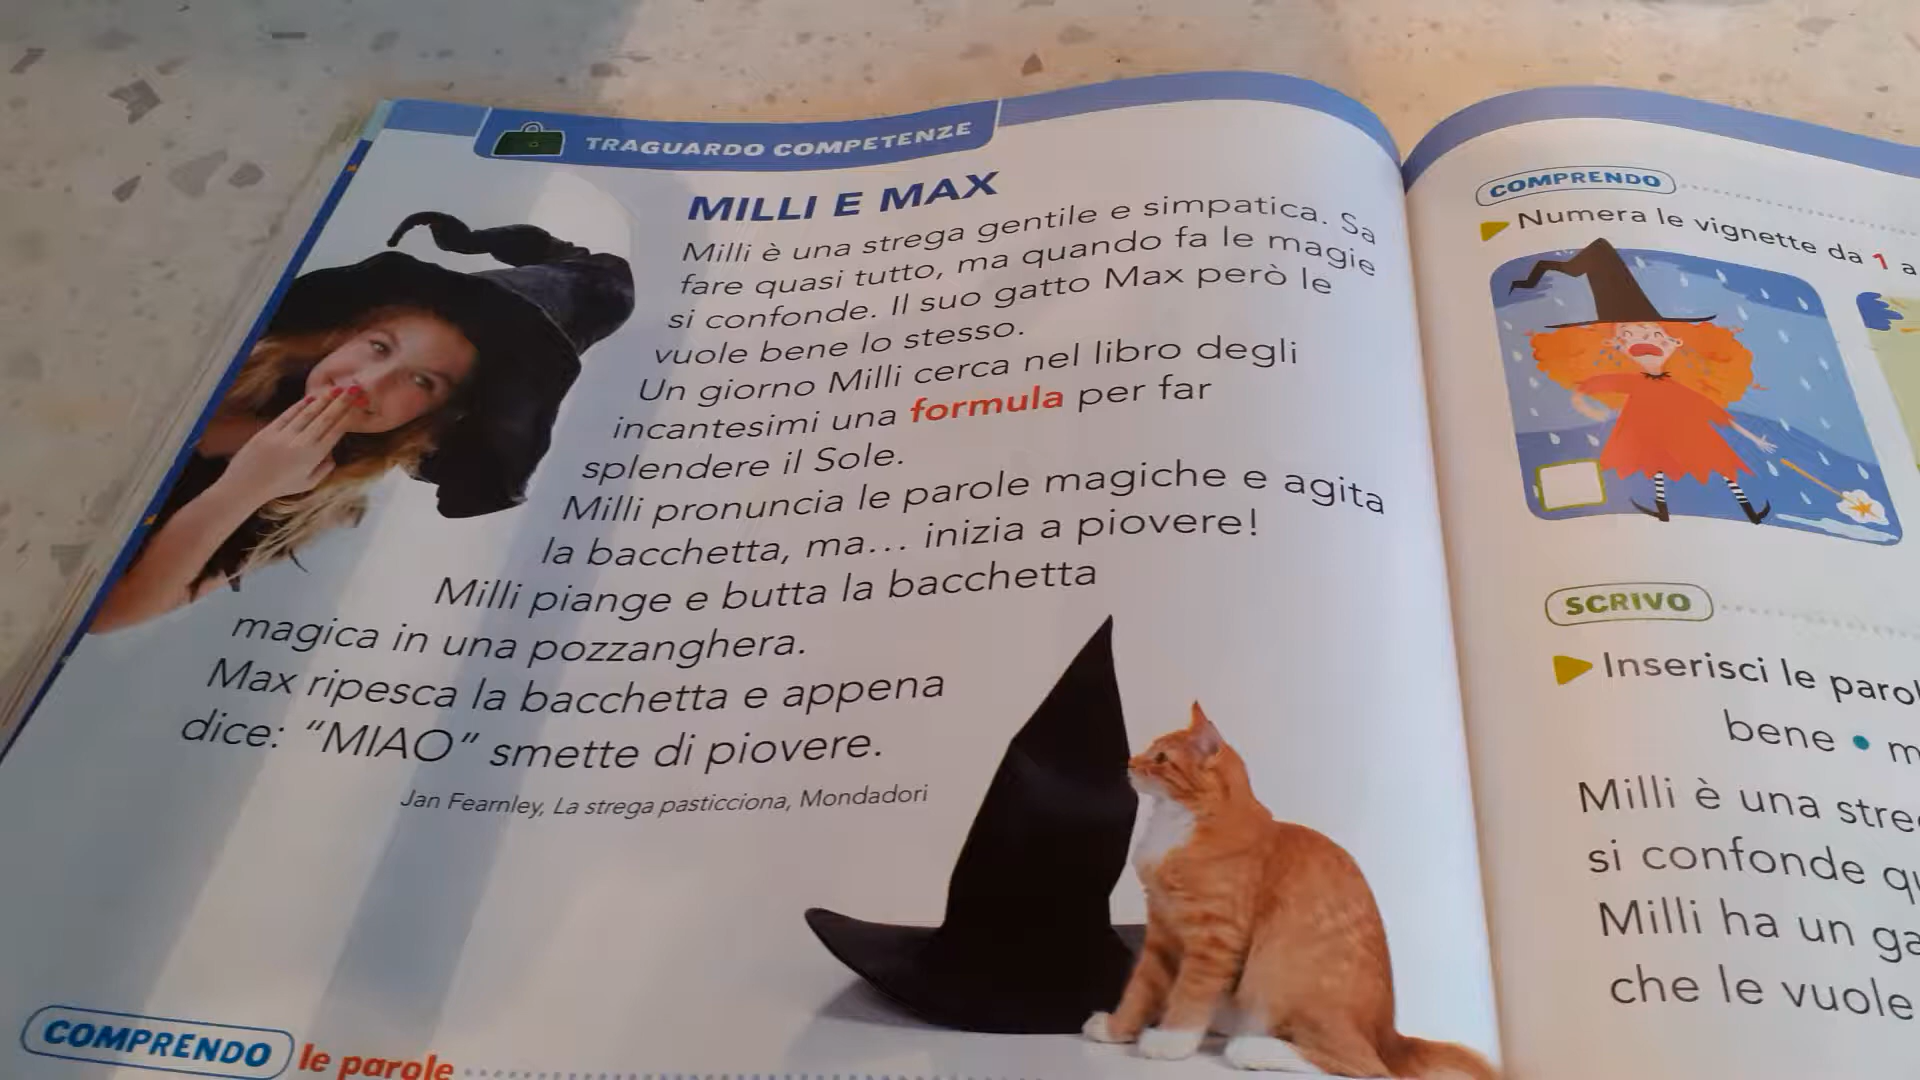 TRAGUARDO COMPETENZE
MILLI E MAX
Milli è una strega gentile e simpatica. Sa
fare quasi tutto, ma quando fa le magie
si confonde. Il suo gatto Max però le
vuole bene lo stesso.
Un giorno Milli cerca nel libro degli
incantesimi una formula per far
splendere il Sole.
Milli pronuncia le parole magiche e agita
la bacchetta, ma... inizia a piovere!
Milli piange e butta la bacchetta
magica in una pozzanghera.
Max ripesca la bacchetta e appena
dice: “MIAO” smette di piovere.
Jan Fearnley, La strega pasticciona, Mondadori
COMPRENDO le parole
COMPRENDO
Numera le vignette da 1 a
SCRIVO
Inserisci le
bene •
Milli è una
si confonde
Milli ha un
che le vuole